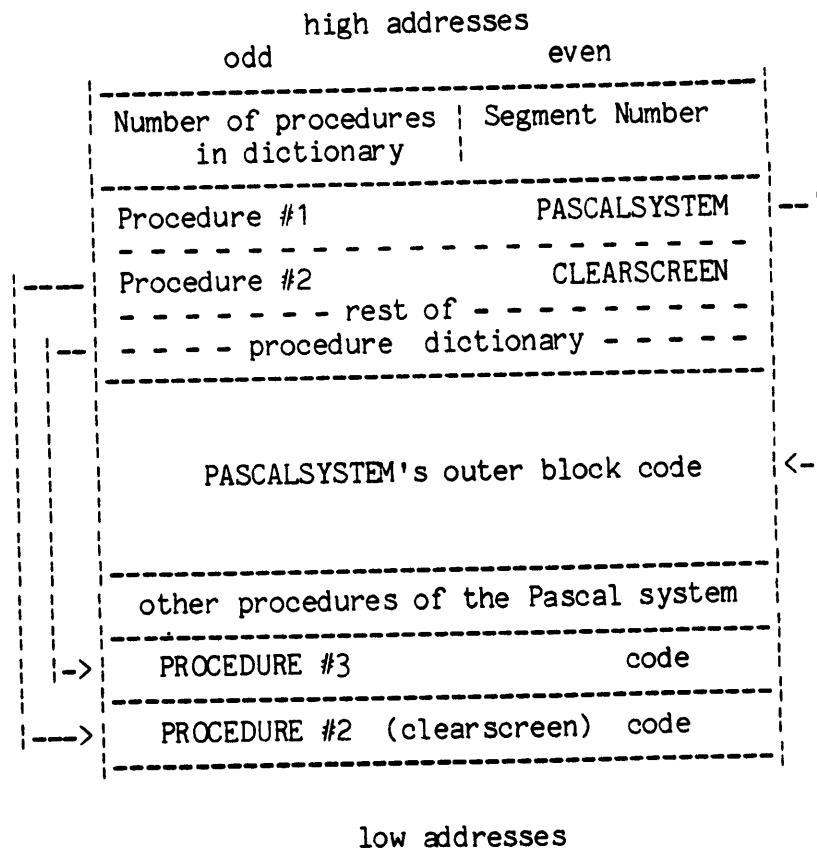 high addresses
odd even
Number of procedures in dictionary | Segment Number
Procedure #1 PASCALSYSTEM
Procedure #2 CLEARSCREEN
rest of
procedure dictionary
PASCALSYSTEM's outer block code
other procedures of the Pascal system
PROCEDURE #3 code
PROCEDURE #2 (clearscreen) code
low addresses